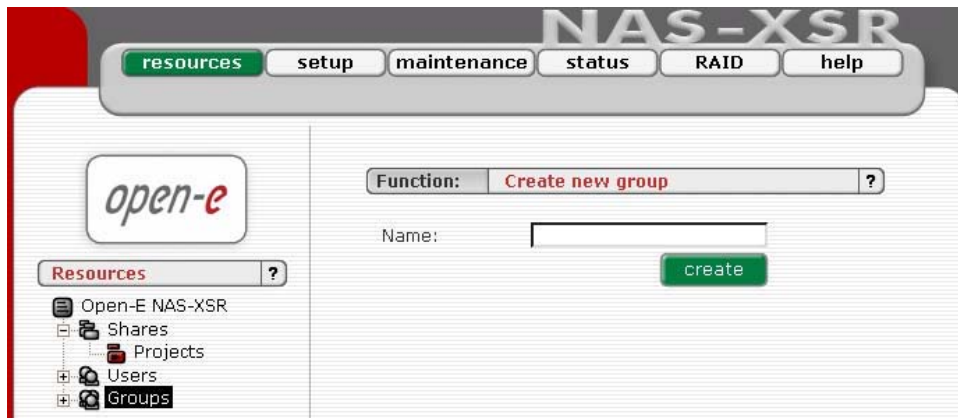 NAS-XSR
resources setup maintenance status RAID help
open-e
Function: Create new group ?
Name:
create
Resources ?
Open-E NAS-XSR
Shares
Projects
Users
Groups